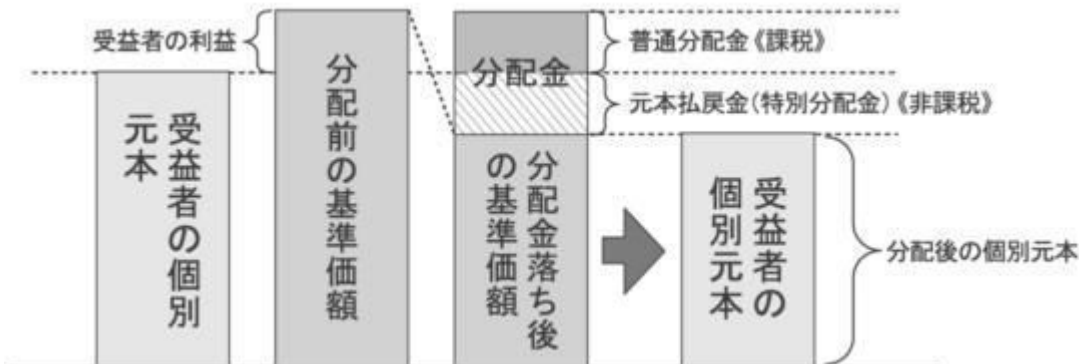 受益者の利益
受益者の個別
元本
分配前の基準価額
分配金
分配金落ち後
の基準価額
普通分配金《課税》
元本払戻金(特別分配金)《非課税》
受益者の
個別元本
分配後の個別元本